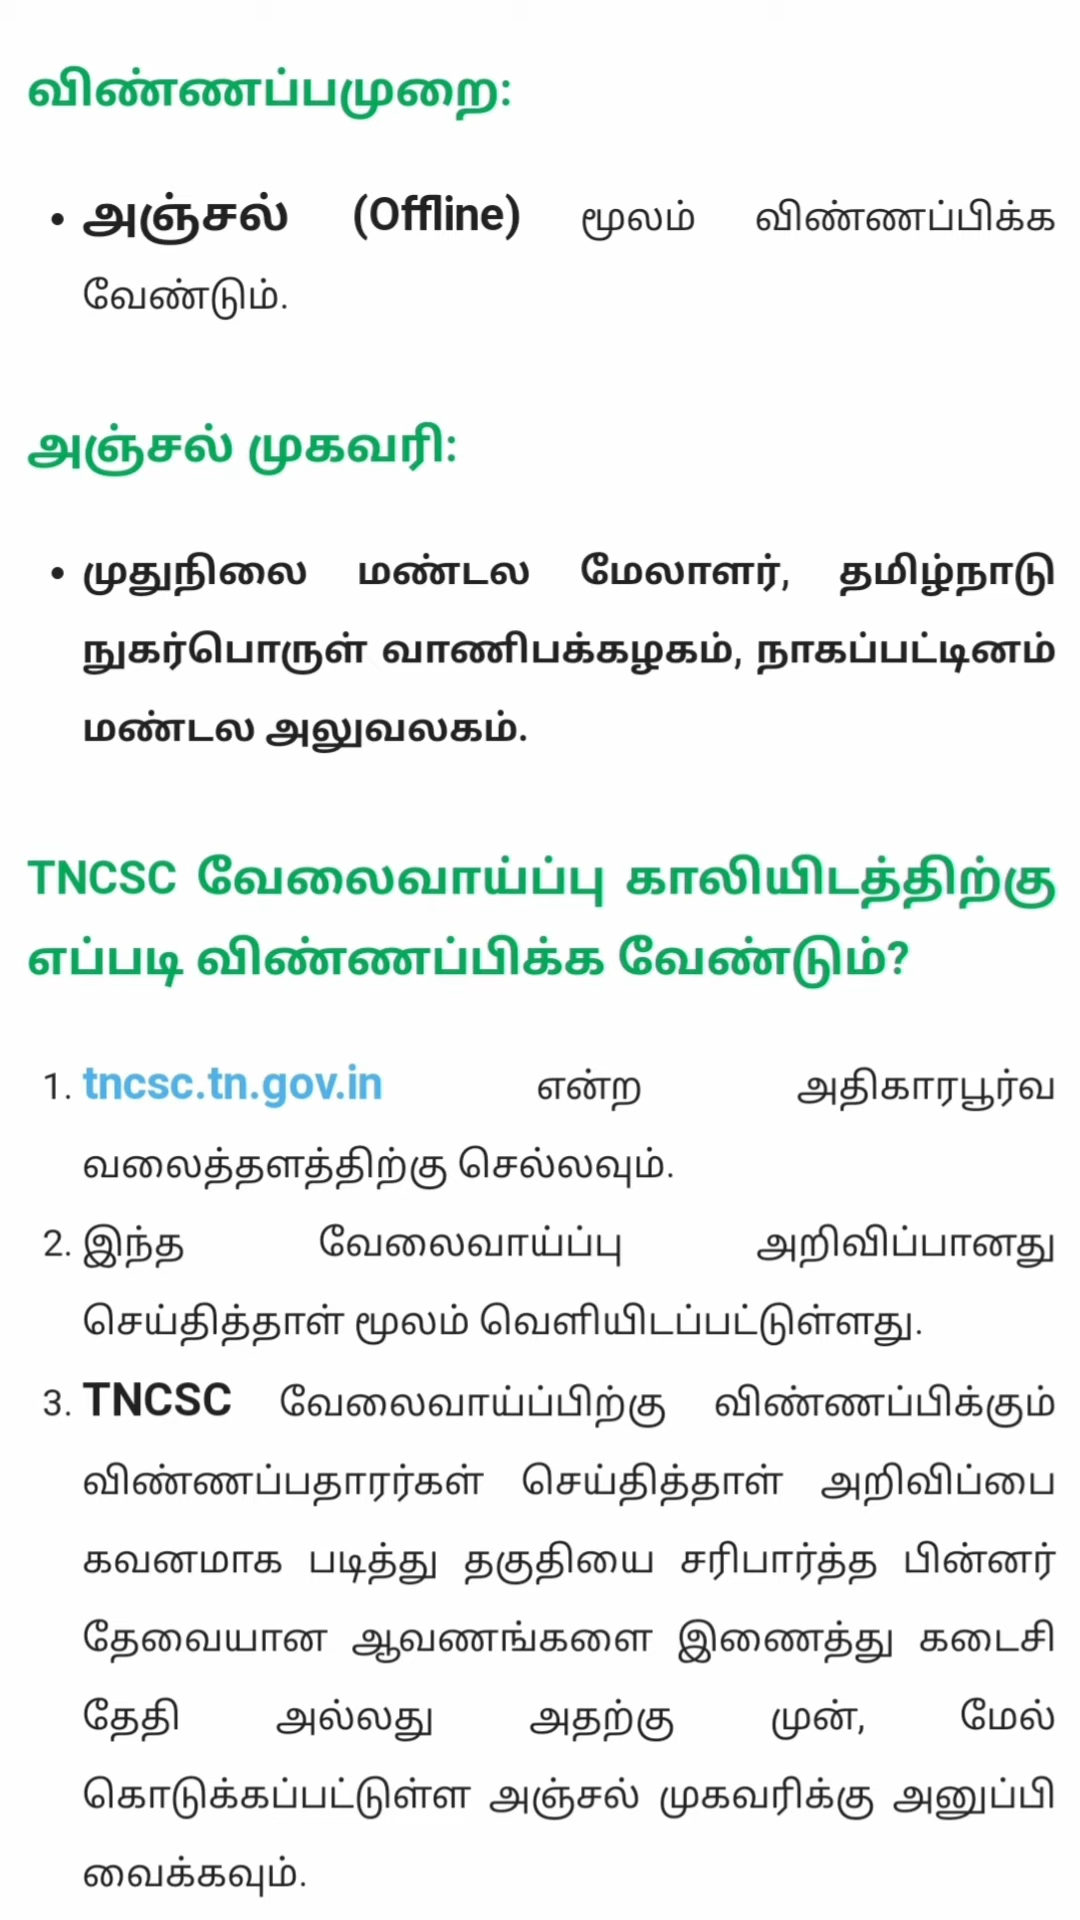 விண்ணப்பமுறை:
• அஞ்சல் (Offline) மூலம் விண்ணப்பிக்க
வேண்டும்.
அஞ்சல் முகவரி:
• முதுநிலை மண்டல மேலாளர், தமிழ்நாடு
நுகர்பொருள் வாணிபக்கழகம், நாகப்பட்டினம்
மண்டல அலுவலகம்.
TNCSC வேலைவாய்ப்பு காலியிடத்திற்கு
எப்படி விண்ணப்பிக்க வேண்டும்?
1. tncsc.tn.gov.in என்ற அதிகாரபூர்வ
வலைத்தளத்திற்கு செல்லவும்.
2. இந்த வேலைவாய்ப்பு அறிவிப்பானது
செய்தித்தாள் மூலம் வெளியிடப்பட்டுள்ளது.
3. TNCSC வேலைவாய்ப்பிற்கு விண்ணப்பிக்கும்
விண்ணப்பதாரர்கள் செய்தித்தாள் அறிவிப்பை
கவனமாக படித்து தகுதியை சரிபார்த்த பின்னர்
தேவையான ஆவணங்களை இணைத்து கடைசி
தேதி அல்லது அதற்கு முன், மேல்
கொடுக்கப்பட்டுள்ள அஞ்சல் முகவரிக்கு அனுப்பி
வைக்கவும்.